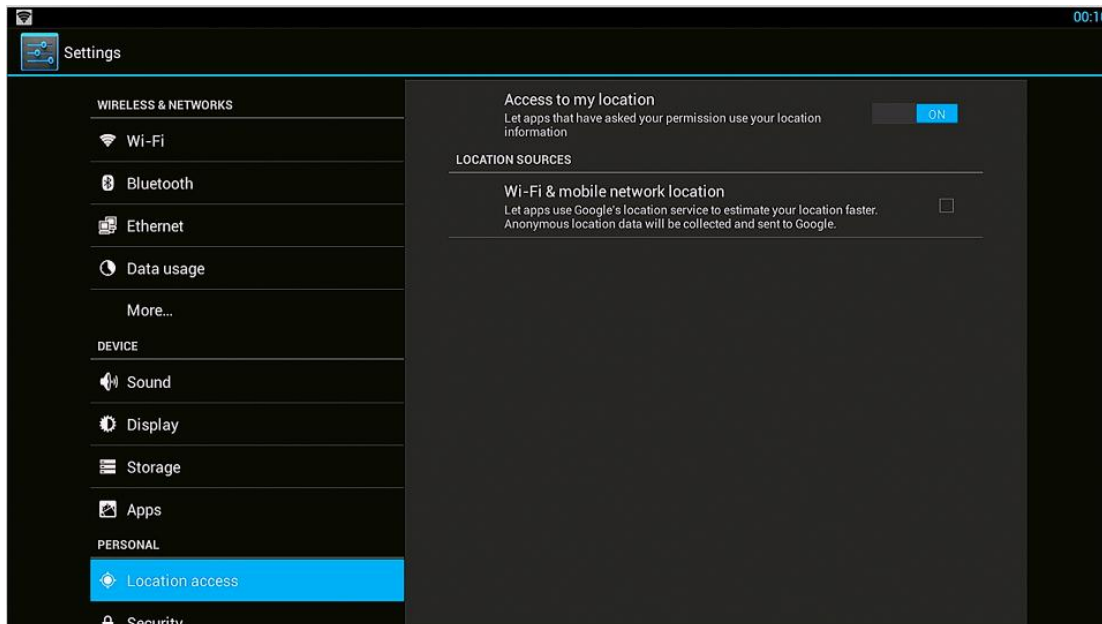 00:1
Settings
WIRELESS & NETWORKS
Wi-Fi
Bluetooth
Ethernet
Data usage
More...
DEVICE
Sound
Display
Storage
Apps
PERSONAL
Location access
Security
Access to my location
Let apps that have asked your permission use your location
information
ON
LOCATION SOURCES
Wi-Fi & mobile network location
Let apps use Google's location service to estimate your location faster.
Anonymous location data will be collected and sent to Google.